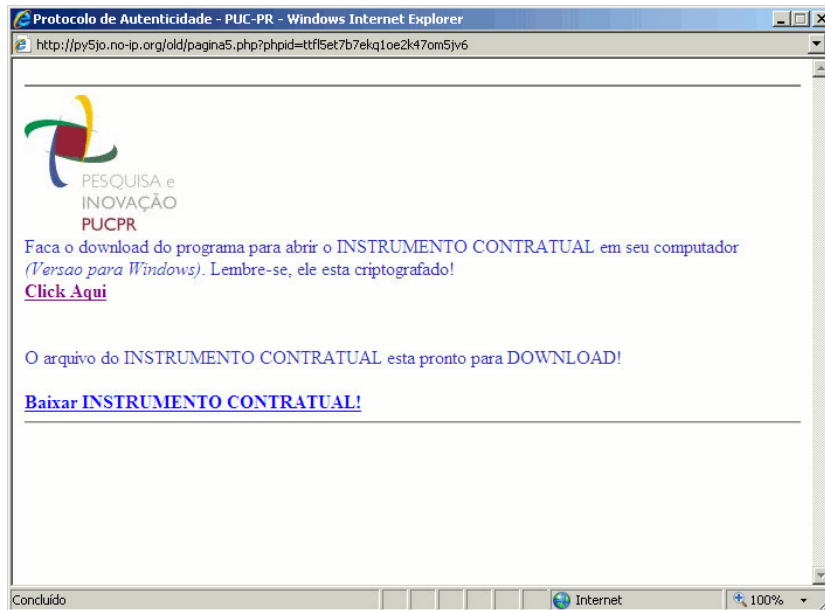 Protocolo de Autenticidade - PUC-PR - Windows Internet Explorer
http://py5jo.no-ip.org/old/pagina5.php?phpid=ttfl5et7b7ekq1oe2k47om5jv6
PESQUISA e
INOVAÇÃO
PUCPR
Faca o download do programa para abrir o INSTRUMENTO CONTRATUAL em seu computador
(Versao para Windows). Lembre-se, ele esta criptografado!
Click Aqui
O arquivo do INSTRUMENTO CONTRATUAL esta pronto para DOWNLOAD!
Baixar INSTRUMENTO CONTRATUAL!
Concluído Internet 100%